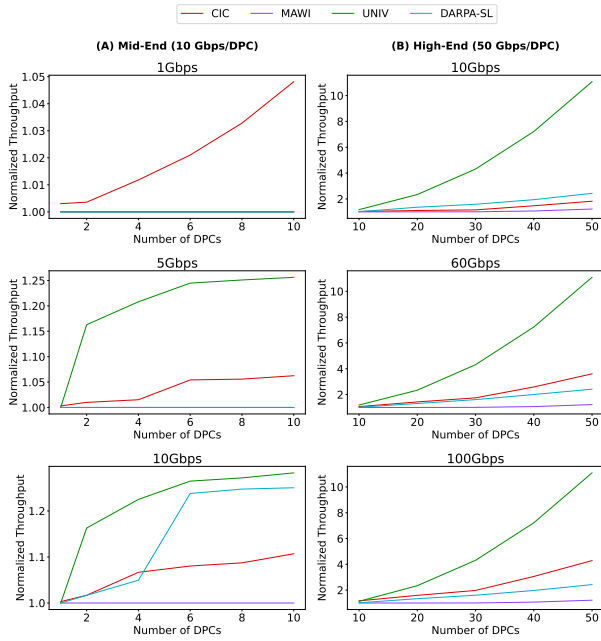 CIC MAWI UNIV DARPA-SL
(A) Mid-End (10 Gbps/DPC)
1Gbps
Normalized Throughput
1.05
1.04
1.03
1.02
1.01
1.00
2 4 6 8 10
Number of DPCs
5Gbps
Normalized Throughput
1.25
1.20
1.15
1.10
1.05
1.00
2 4 6 8 10
Number of DPCs
10Gbps
Normalized Throughput
1.2
1.1
1.0
2 4 6 8 10
Number of DPCs
(B) High-End (50 Gbps/DPC)
10Gbps
Normalized Throughput
10
8
6
4
2
10 20 30 40 50
Number of DPCs
60Gbps
Normalized Throughput
10
8
6
4
2
10 20 30 40 50
Number of DPCs
100Gbps
Normalized Throughput
10
8
6
4
2
10 20 30 40 50
Number of DPCs